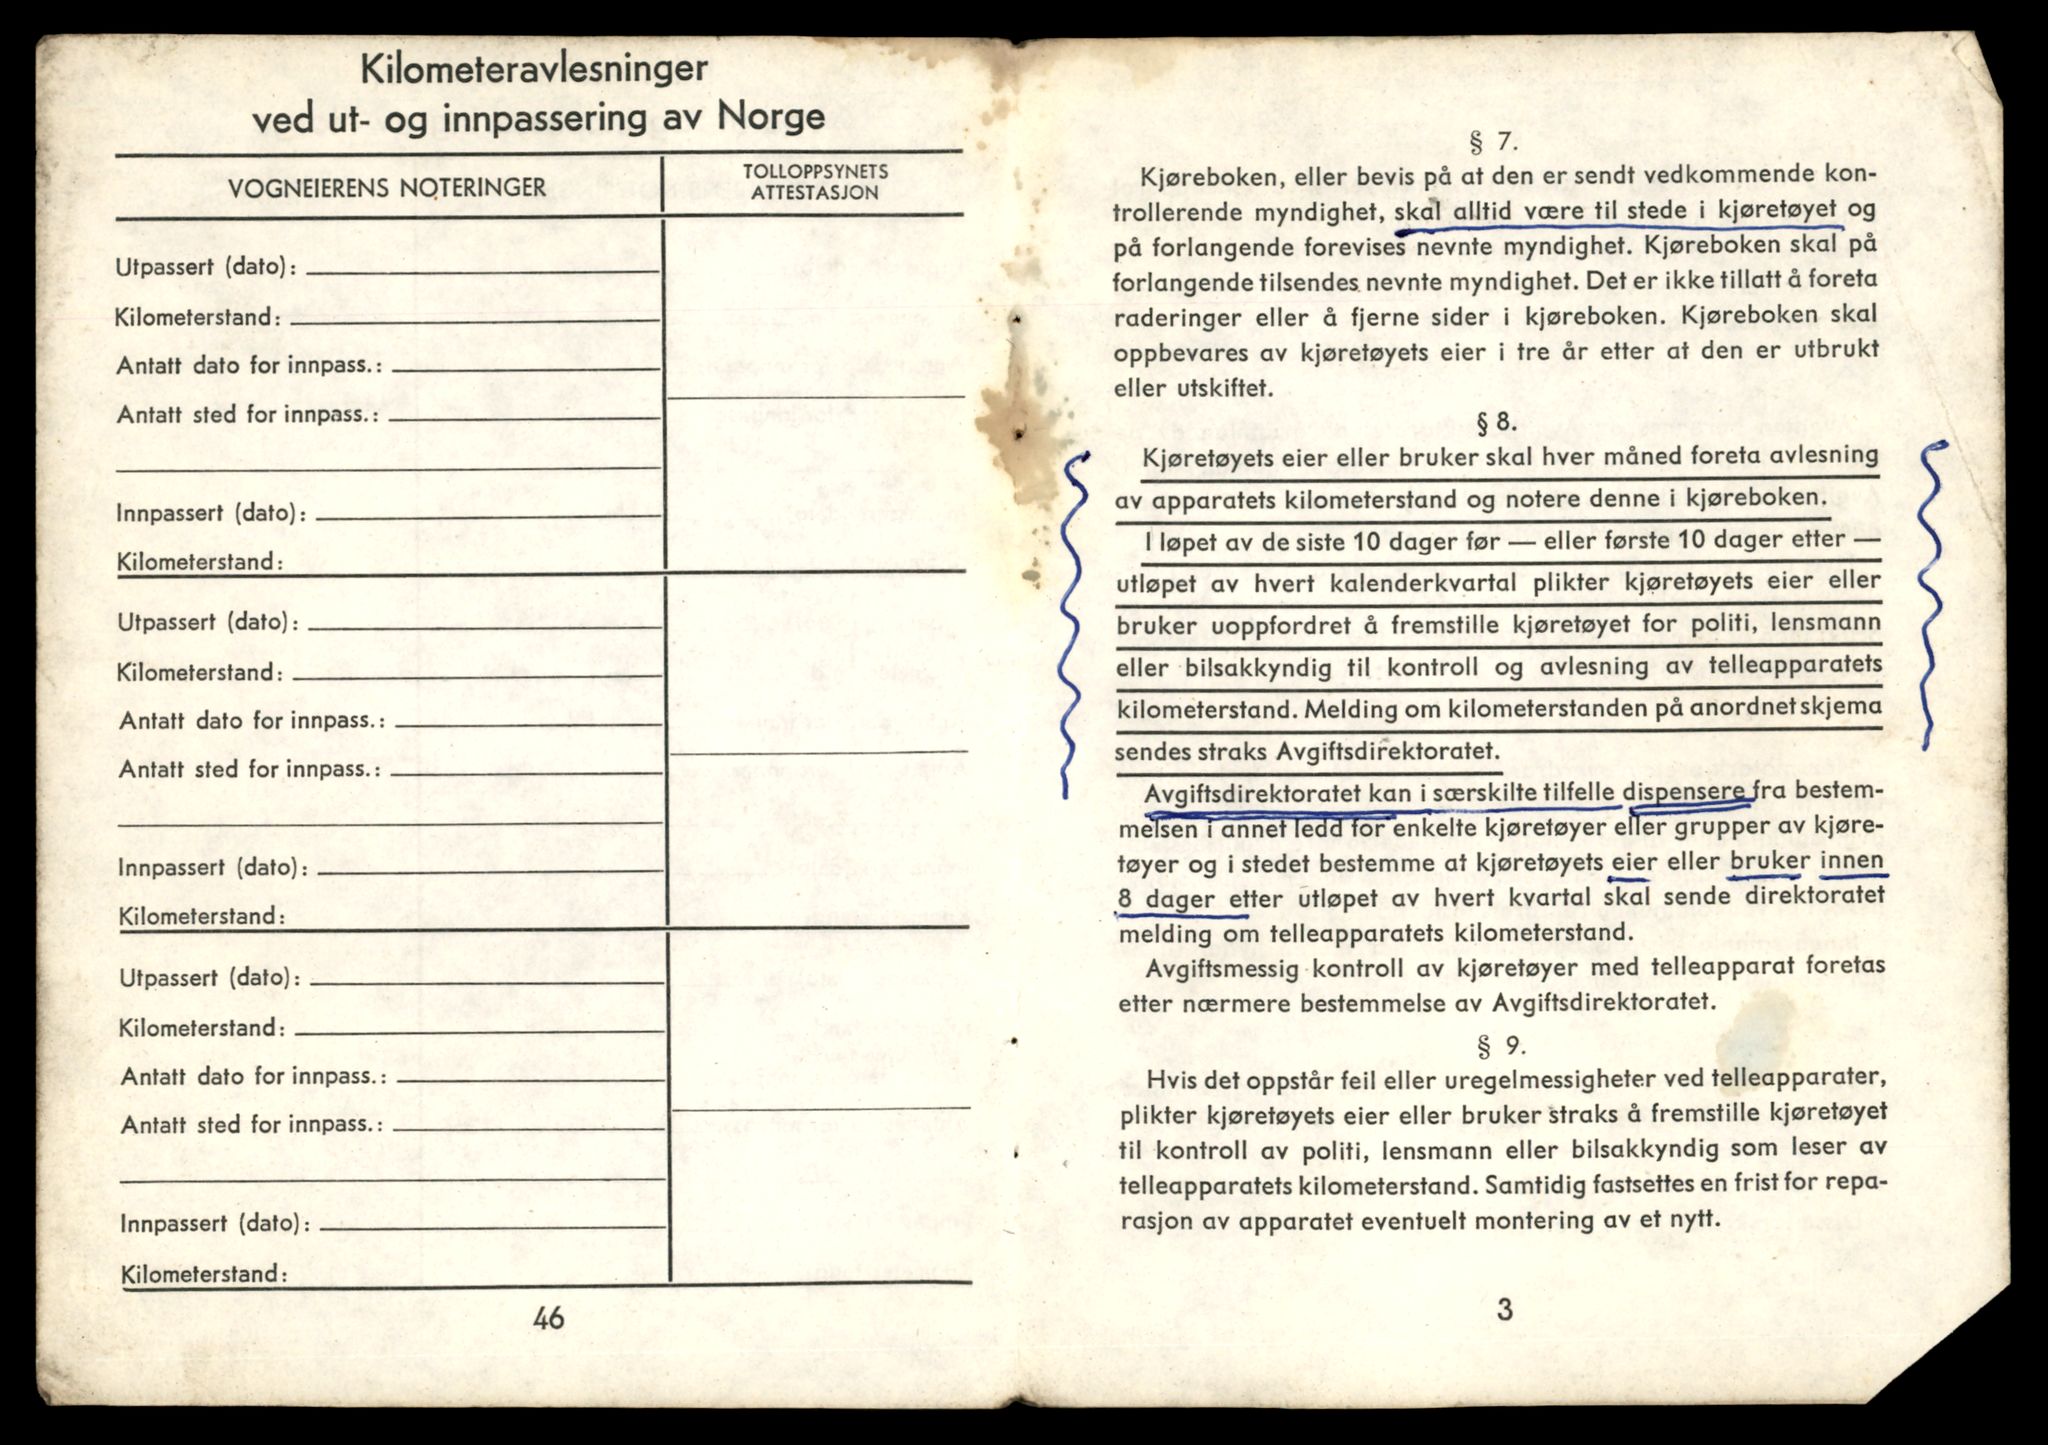 Kilometeravlesninger
ved ut- og innpassering av Norge
VOGNEIERENS NOTERINGER
TOLLOPPSYNETS
ATTESTASJON
Utpassert (dato):
Kilometerstand:
Antatt dato for innpass.:
Antatt sted for innpass.:
Innpassert (dato):
Kilometerstand:
Utpassert (dato):
Kilometerstand:
Antatt dato for innpass.:
Antatt sted for innpass.:
Innpassert (dato):
Kilometerstand:
Utpassert (dato):
Kilometerstand:
Antatt dato for innpass.:
Antatt sted for innpass.:
Innpassert (dato):
Kilometerstand:
46
§ 7.
Kjøreboken, eller bevis på at den er sendt vedkommende kon-
trollerende myndighet, skal alltid være til stede i kjøretøyet og
på forlangende forevises nevnte myndighet. Kjøreboken skal på
forlangende tilsendes nevnte myndighet. Det er ikke tillatt å foreta
raderinger eller å fjerne sider i kjøreboken. Kjøreboken skal
oppbevares av kjøretøyets eier i tre år etter at den er utbrukt
eller utskiftet.
§ 8.
Kjøretøyets eier eller bruker skal hver måned foreta avlesning
av apparatets kilometerstand og notere denne i kjøreboken.
I løpet av de siste 10 dager før — eller første 10 dager etter —
utløpet av hvert kalenderkvartal plikter kjøretøyets eier eller
bruker uoppfordret å fremstille kjøretøyet for politi, lensmann
eller bilsakkyndig til kontroll og avlesning av telleapparatets
kilometerstand. Melding om kilometerstanden på anordnet skjema
sendes straks Avgiftsdirektoratet.
Avgiftsdirektoratet kan i særskilte tilfelle dispensere fra bestem-
melsen i annet ledd for enkelte kjøretøyer eller grupper av kjøre-
tøyer og i stedet bestemme at kjøretøyets eier eller bruker innen
8 dager etter utløpet av hvert kvartal skal sende direktoratet
melding om telleapparatets kilometerstand.
Avgiftsmessig kontroll av kjøretøyer med telleapparat foretas
etter nærmere bestemmelse av Avgiftsdirektoratet.
§ 9.
Hvis det oppstår feil eller uregelmessigheter ved telleapparater,
plikter kjøretøyets eier eller bruker straks å fremstille kjøretøyet
til kontroll av politi, lensmann eller bilsakkyndig som leser av
telleapparatets kilometerstand. Samtidig fastsettes en frist for repa-
rasjon av apparatet eventuelt montering av et nytt.
3